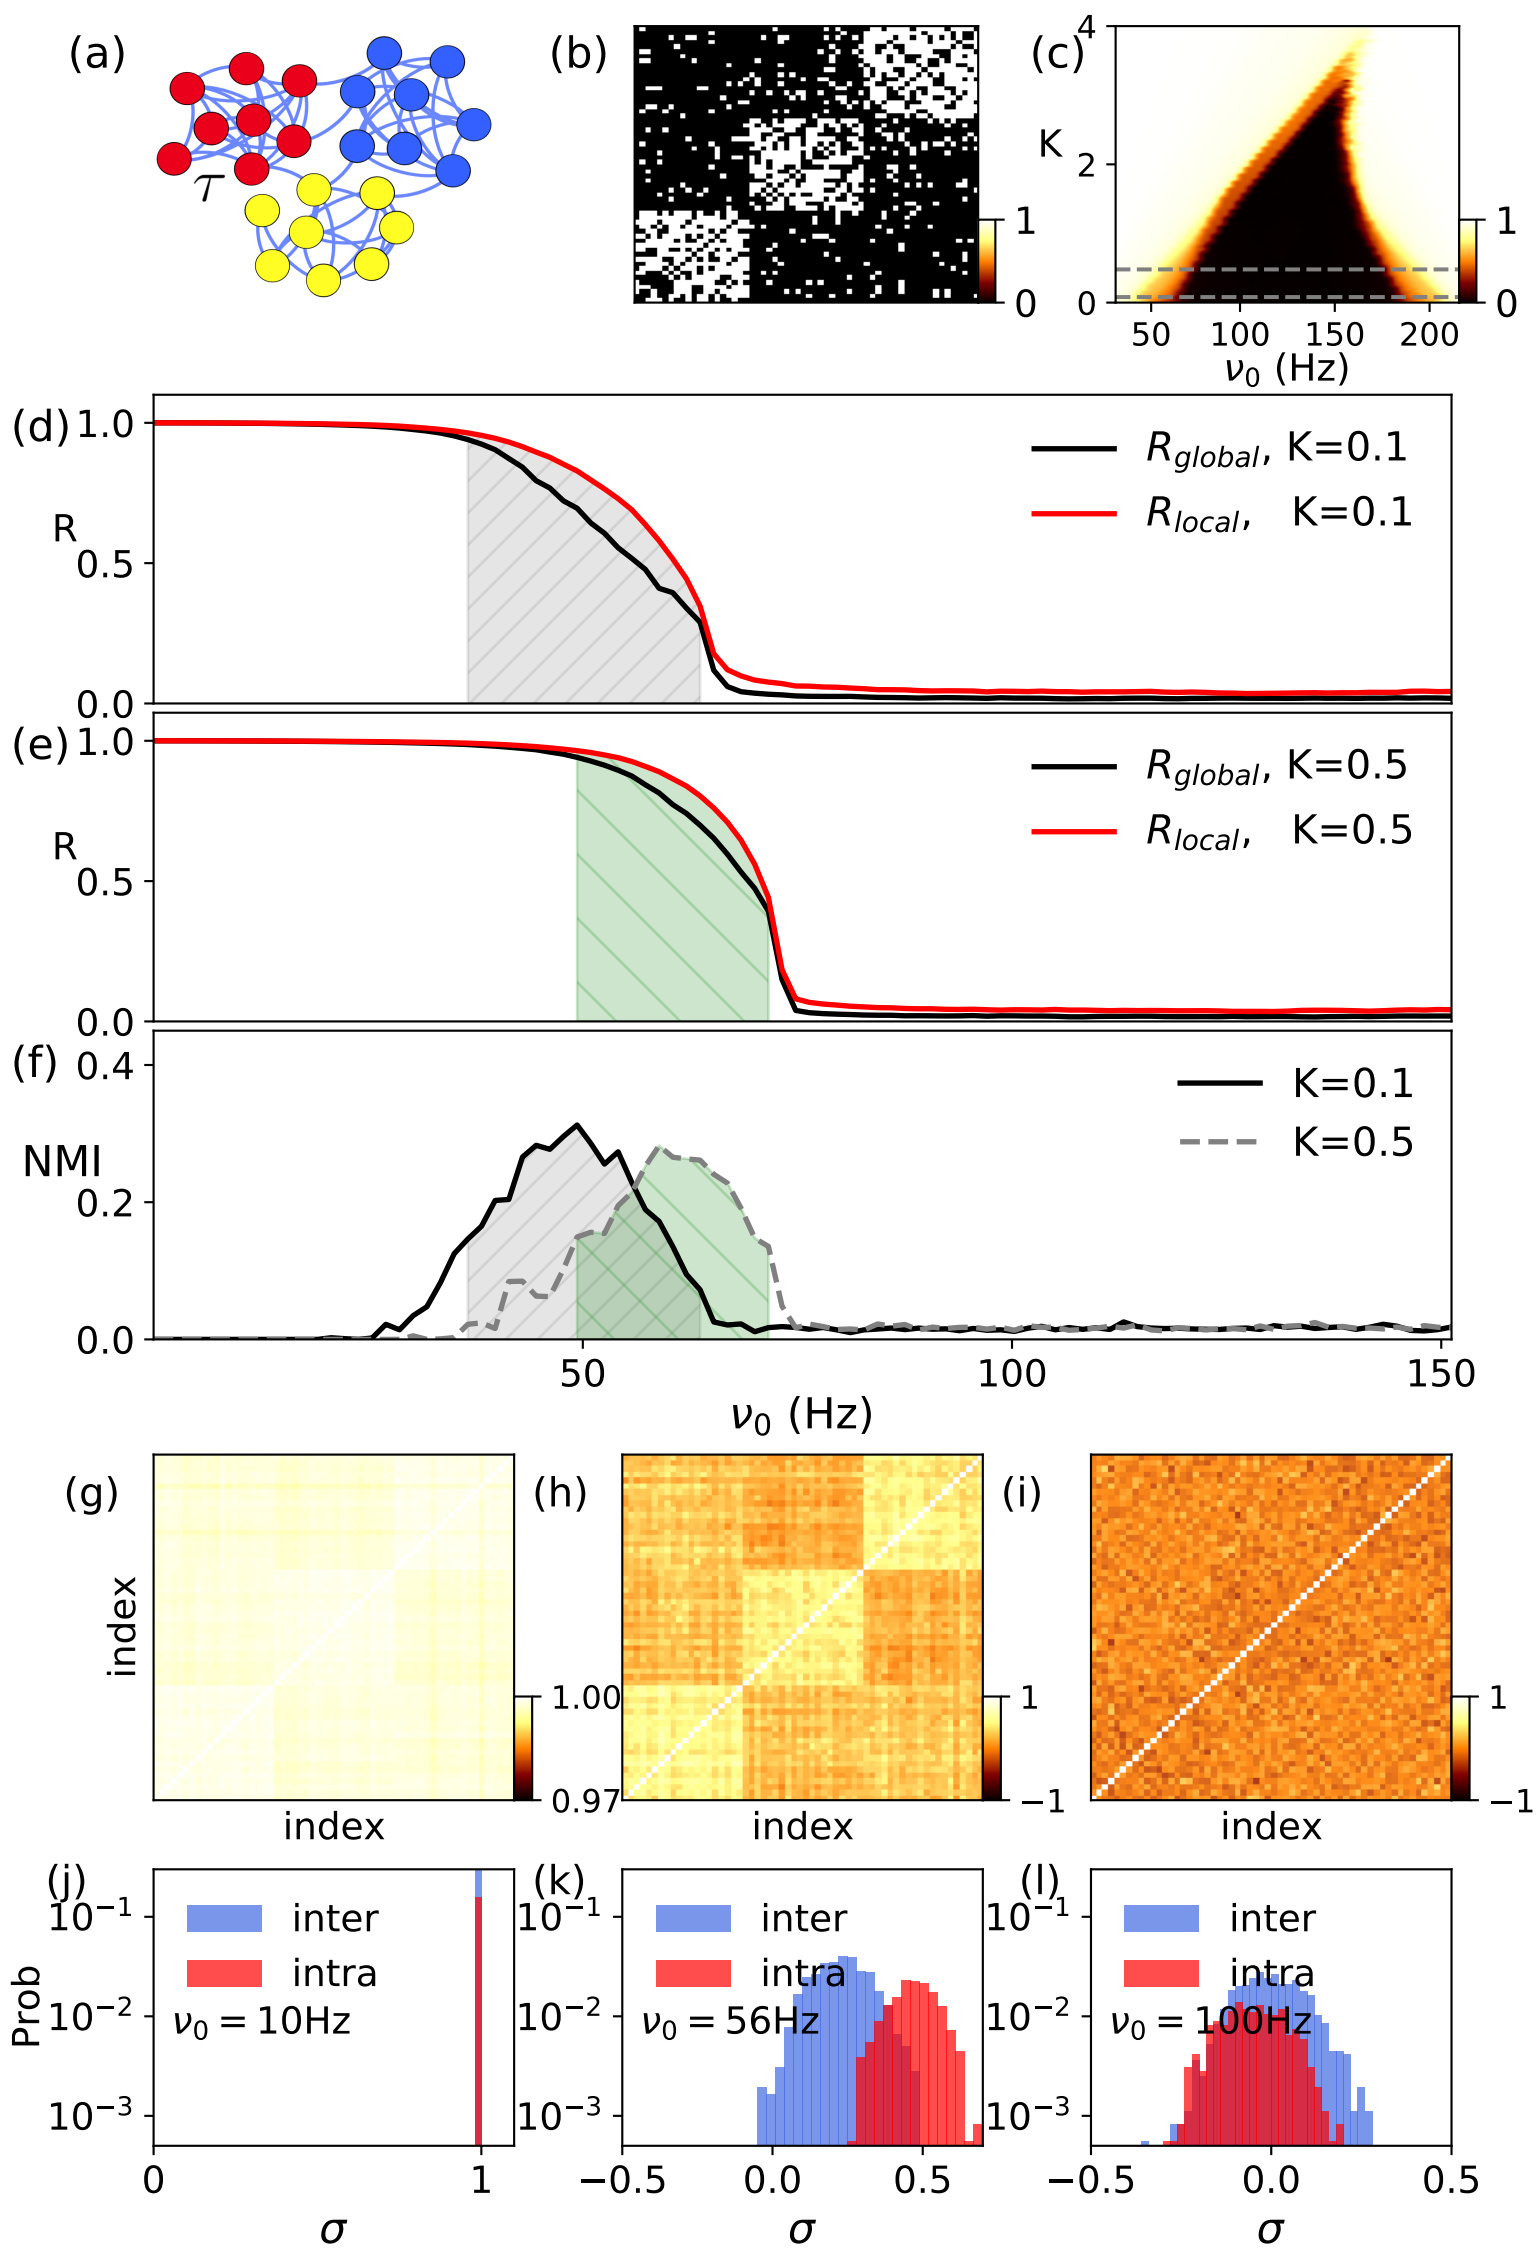 (a)
τ
(b)
1
0
(c)
4
K
2
0
1
0
50 100 150 200
ν0 (Hz)
(d)
1.0
R
0.5
0.0
Rglobal, K=0.1
Rlocal, K=0.1
(e)
1.0
R
0.5
0.0
Rglobal, K=0.5
Rlocal, K=0.5
(f)
0.4
NMI
0.2
0.0
K=0.1
K=0.5
50 100 150
ν0 (Hz)
(g)
index
1.00
0.97
index
(h)
1
−1
index
(i)
1
−1
index
(j)
Prob
10−1
10−2
10−3
inter
intra
ν0 = 10Hz
0 1
σ
(k)
10−1
10−2
10−3
inter
intra
ν0 = 56Hz
−0.5 0.0 0.5
σ
(l)
10−1
10−2
10−3
inter
intra
ν0 = 100Hz
−0.5 0.0 0.5
σ